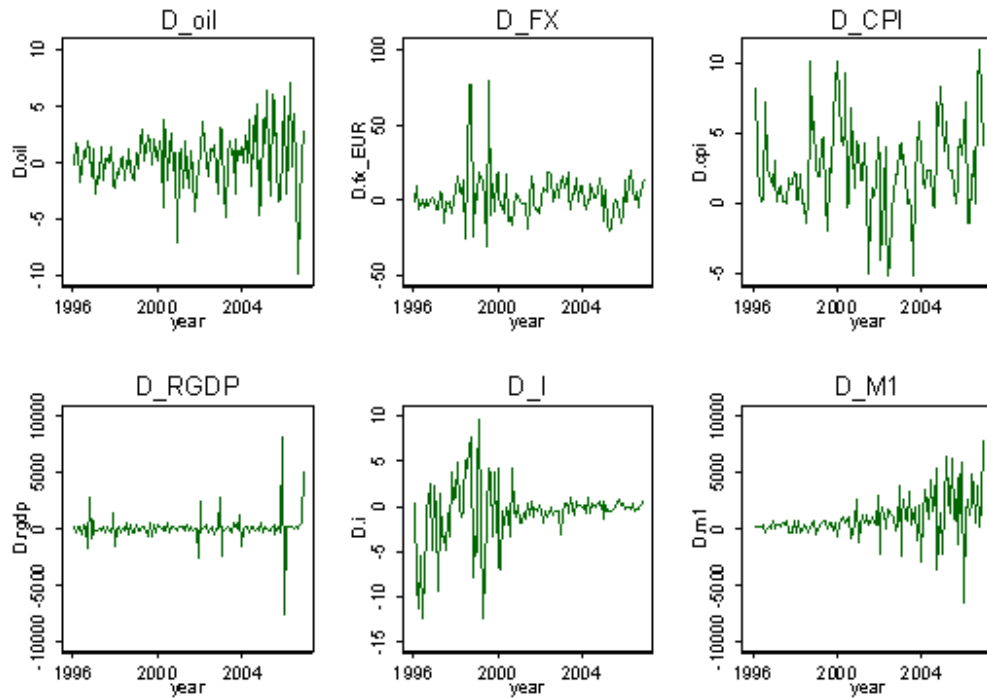 D_oil
D_FX
D_CPI
10
5
0
-5
-10
D.oil
1996
2000
2004
year
100
50
0
-50
D.fx_EUR
1996
2000
2004
year
10
5
0
-5
D.cpi
1996
2000
2004
year
D_RGDP
D_I
D_M1
10000
5000
0
-5000
-10000
D.rgdp
1996
2000
2004
year
10
5
0
-5
-10
-15
D.i
1996
2000
2004
year
10000
5000
0
-5000
-10000
D.m1
1996
2000
2004
year